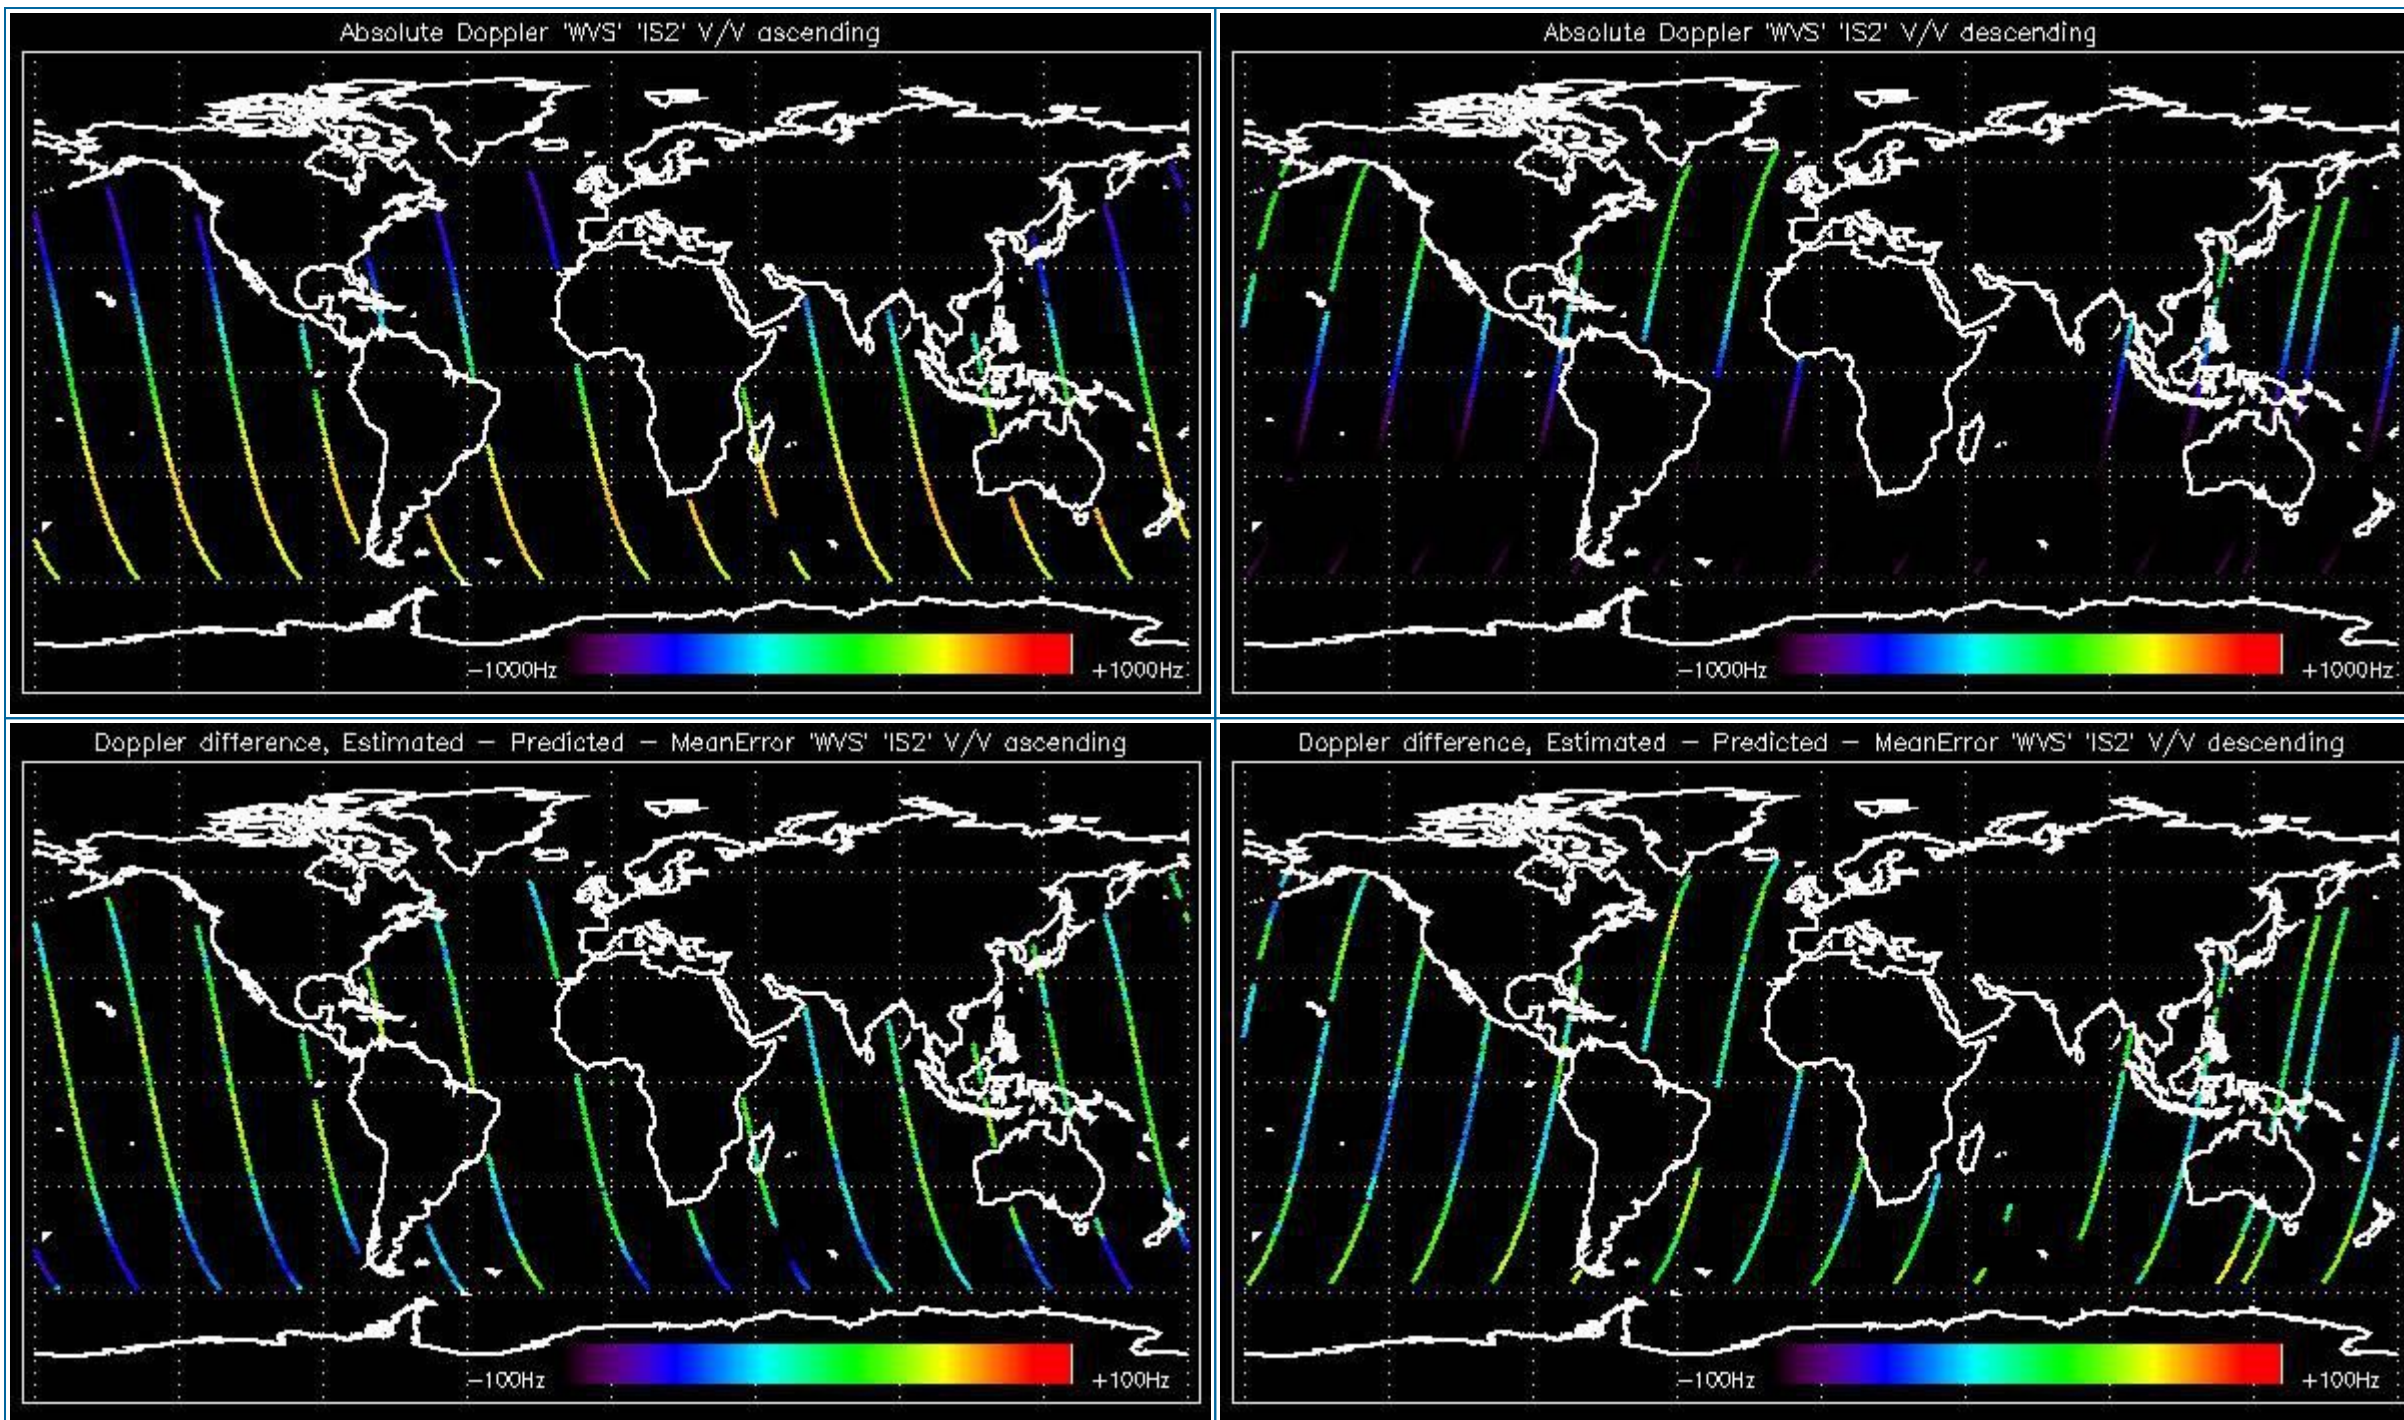 Absolute Doppler 'WVS' 'IS2' V/V ascending
-1000Hz
+1000Hz
Absolute Doppler 'WVS' 'IS2' V/V descending
-1000Hz
+1000Hz
Doppler difference, Estimated - Predicted - MeanError 'WVS' 'IS2' V/V ascending
-100Hz
+100Hz
Doppler difference, Estimated - Predicted - MeanError 'WVS' 'IS2' V/V descending
-100Hz
+100Hz